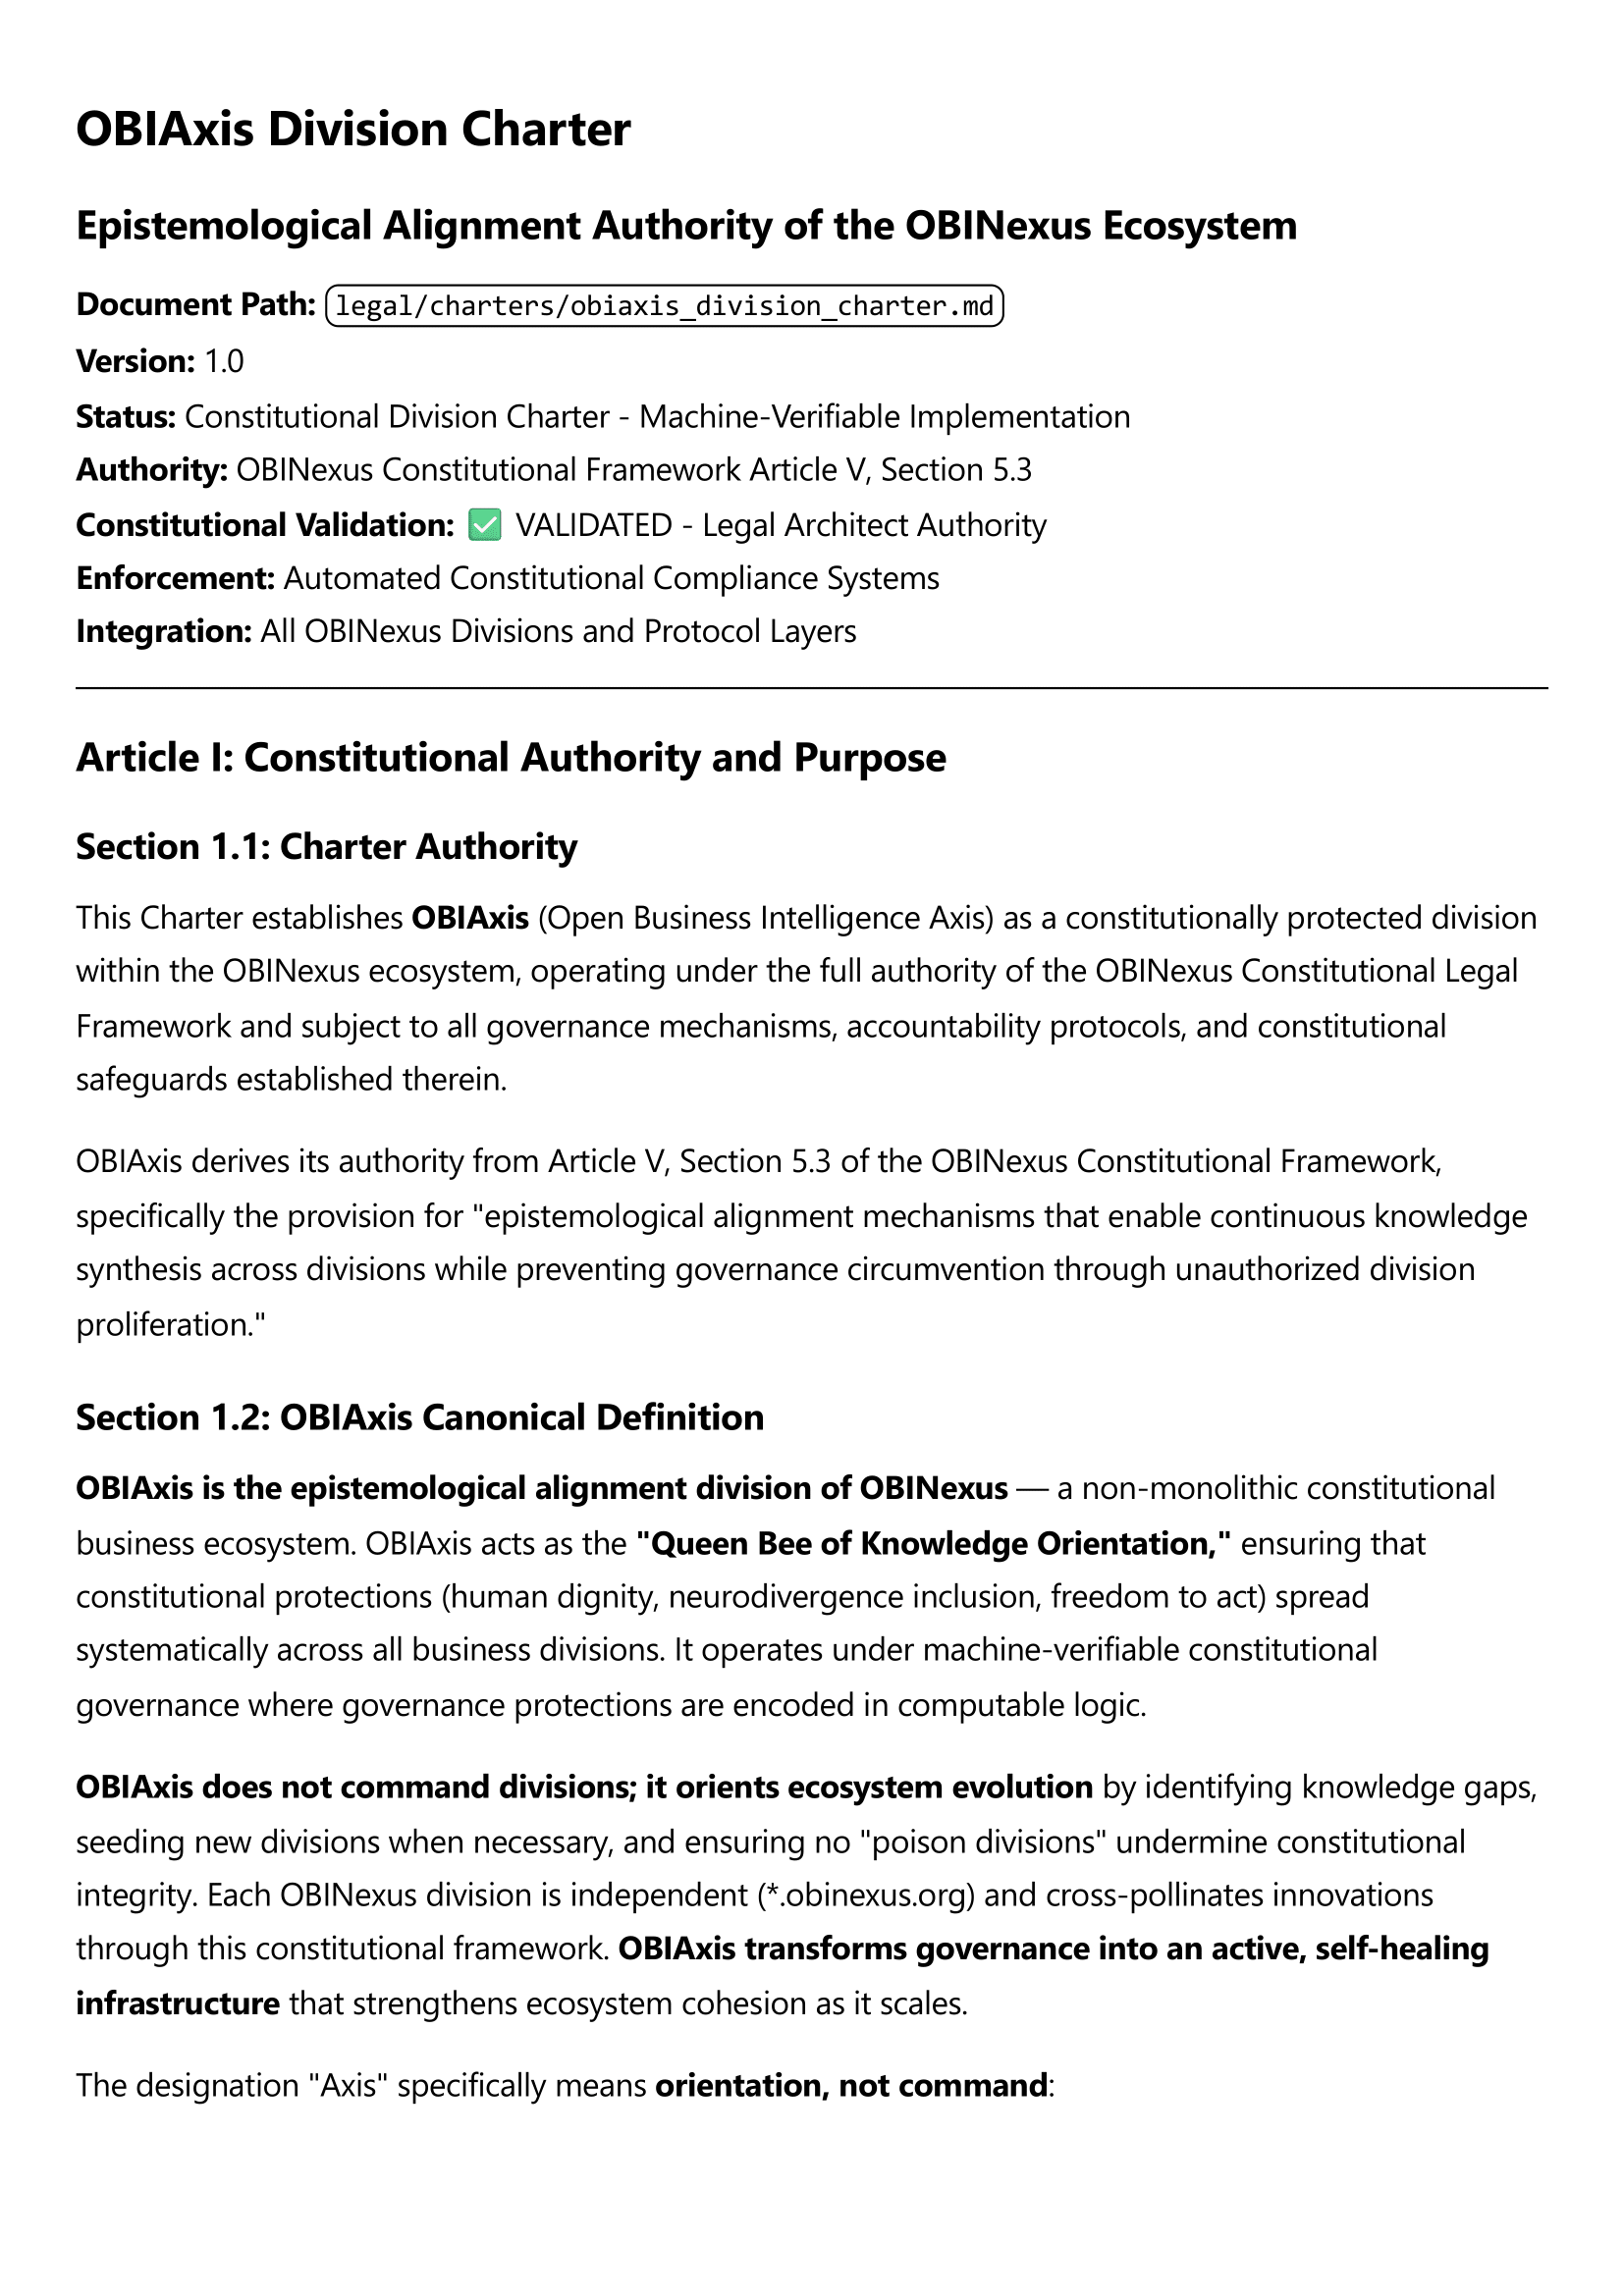 OBIAxis Division Charter
Epistemological Alignment Authority of the OBINexus Ecosystem
Document Path: legal/charters/obiaxis_division_charter.md
Version: 1.0
Status: Constitutional Division Charter - Machine-Verifiable Implementation
Authority: OBINexus Constitutional Framework Article V, Section 5.3
Constitutional Validation: ✅ VALIDATED - Legal Architect Authority
Enforcement: Automated Constitutional Compliance Systems
Integration: All OBINexus Divisions and Protocol Layers
Article I: Constitutional Authority and Purpose
Section 1.1: Charter Authority
This Charter establishes OBIAxis (Open Business Intelligence Axis) as a constitutionally protected division
within the OBINexus ecosystem, operating under the full authority of the OBINexus Constitutional Legal
Framework and subject to all governance mechanisms, accountability protocols, and constitutional
safeguards established therein.
OBIAxis derives its authority from Article V, Section 5.3 of the OBINexus Constitutional Framework,
specifically the provision for "epistemological alignment mechanisms that enable continuous knowledge
synthesis across divisions while preventing governance circumvention through unauthorized division
proliferation."
Section 1.2: OBIAxis Canonical Definition
OBIAxis is the epistemological alignment division of OBINexus — a non-monolithic constitutional
business ecosystem. OBIAxis acts as the "Queen Bee of Knowledge Orientation," ensuring that
constitutional protections (human dignity, neurodivergence inclusion, freedom to act) spread
systematically across all business divisions. It operates under machine-verifiable constitutional
governance where governance protections are encoded in computable logic.
OBIAxis does not command divisions; it orients ecosystem evolution by identifying knowledge gaps,
seeding new divisions when necessary, and ensuring no "poison divisions" undermine constitutional
integrity. Each OBINexus division is independent (*.obinexus.org) and cross-pollinates innovations
through this constitutional framework. OBIAxis transforms governance into an active, self-healing
infrastructure that strengthens ecosystem cohesion as it scales.
The designation "Axis" specifically means orientation, not command: